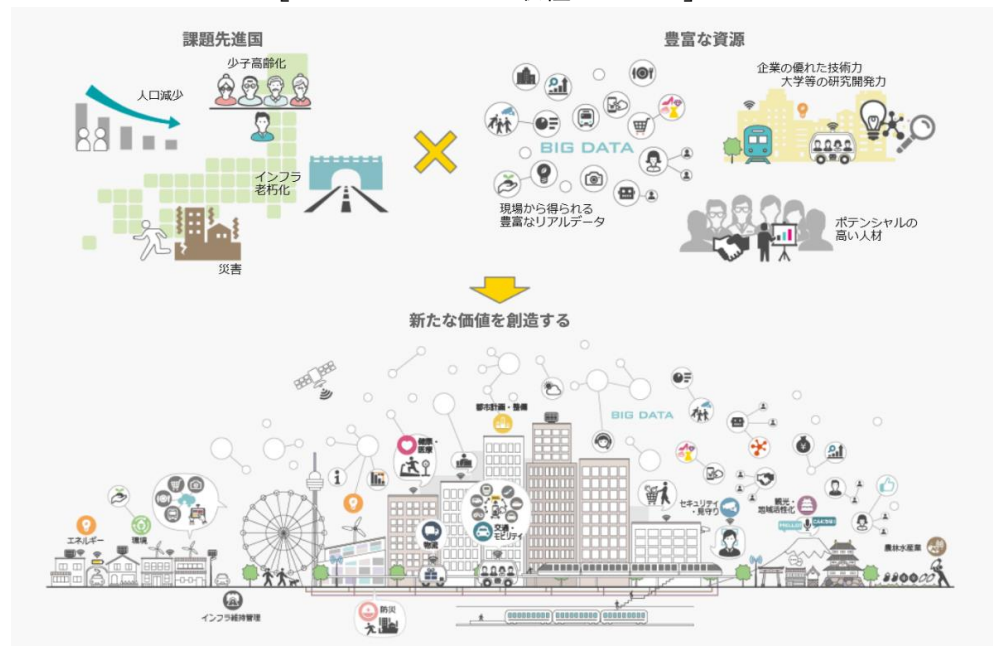 課題先進国
豊富な資源
少子高齢化
人口減少
インフラ
老朽化
災害
BIG DATA
現場から得られる
豊富なリアルデータ
企業の優れた技術力
大学等の研究開発力
ポテンシャルの
高い人材
新たな価値を創造する
都市計画・整備
BIG DATA
健康・
医療
エネルギー
環境
物流
交通・
モビリティ
セキュリティ
・見守り
観光・
地域活性化
HELLO!
農林水産業
インフラ維持管理
防災